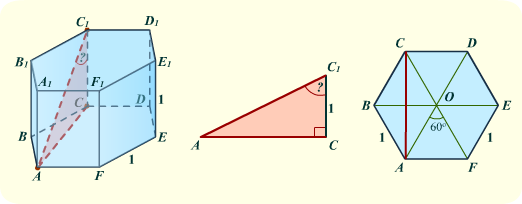 C₁ D₁
B₁ ? E₁
A₁ F₁
C D 1
B E
A F 1
C₁
?
1
A C
C D
B O E
60°
1 1
A F